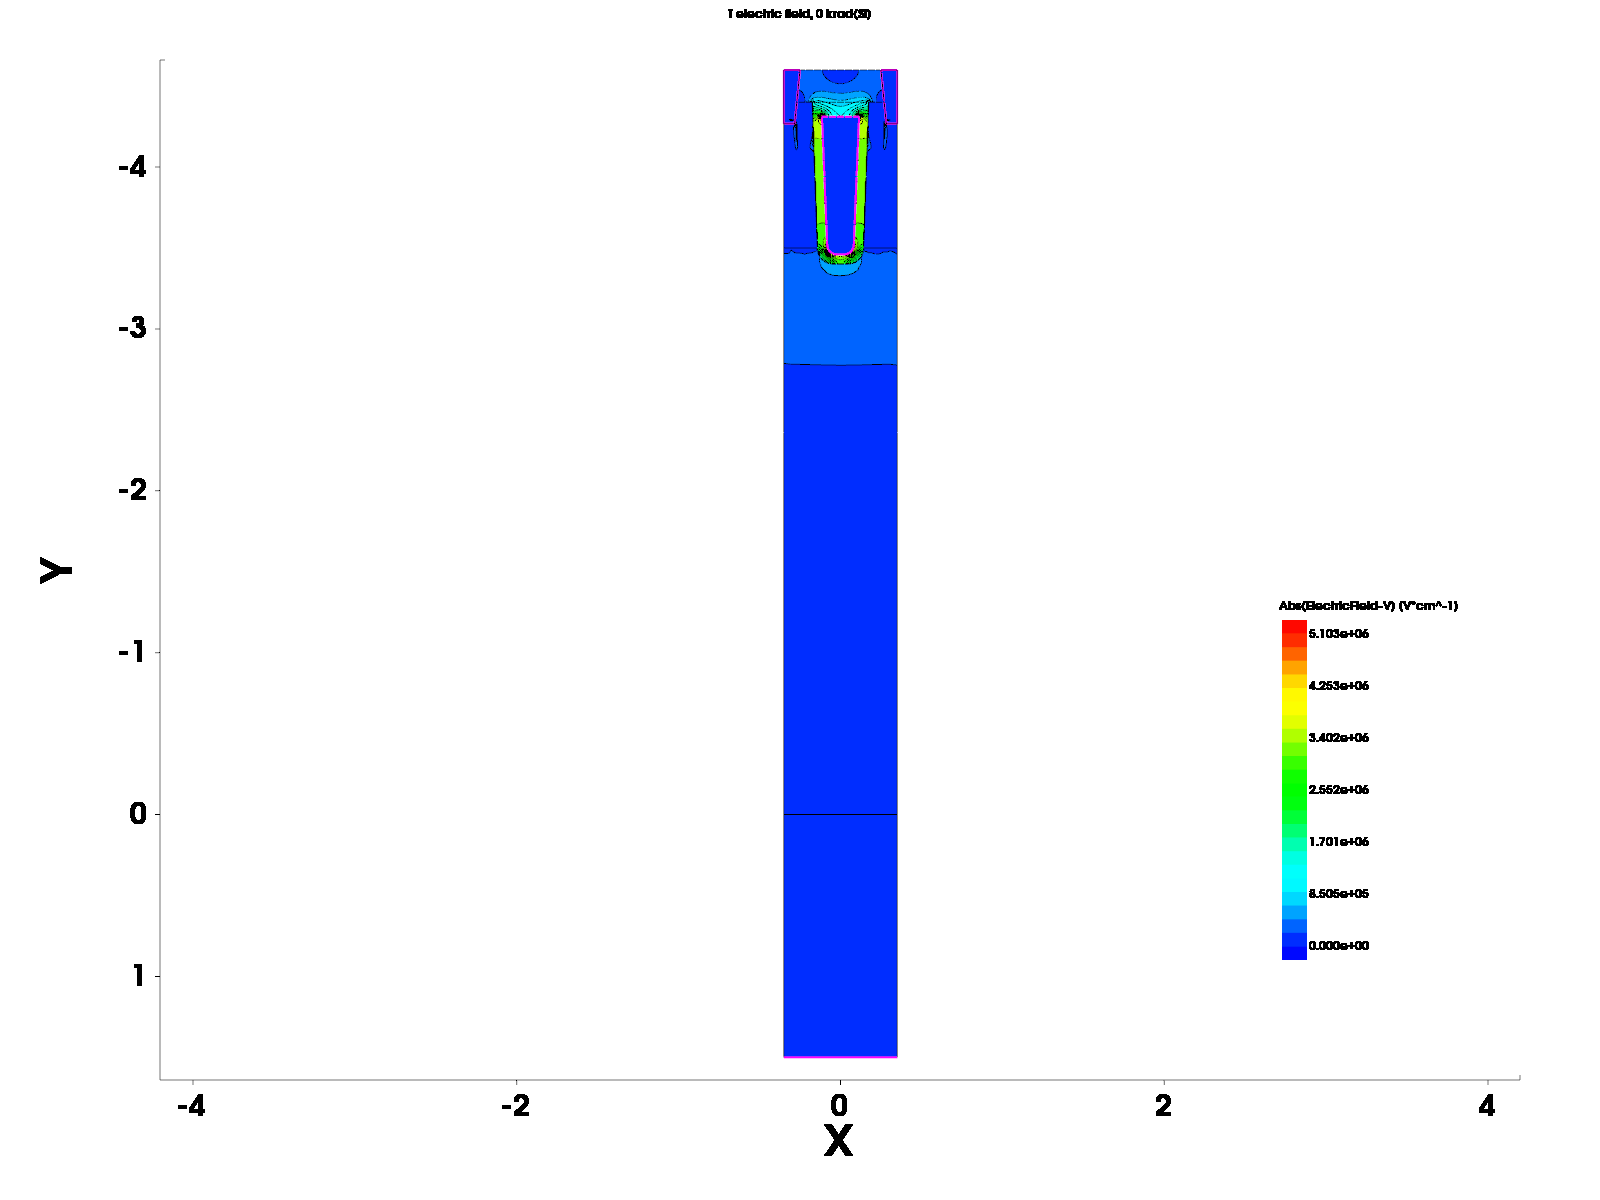 T electric field, 0 krad(Si)
-4
-3
-2
-1
0
1
Y
-4
-2
0
2
4
X
Abs(ElectricField-V) (V*cm^-1)
5.103e+06
4.253e+06
3.402e+06
2.552e+06
1.701e+06
8.505e+05
0.000e+00